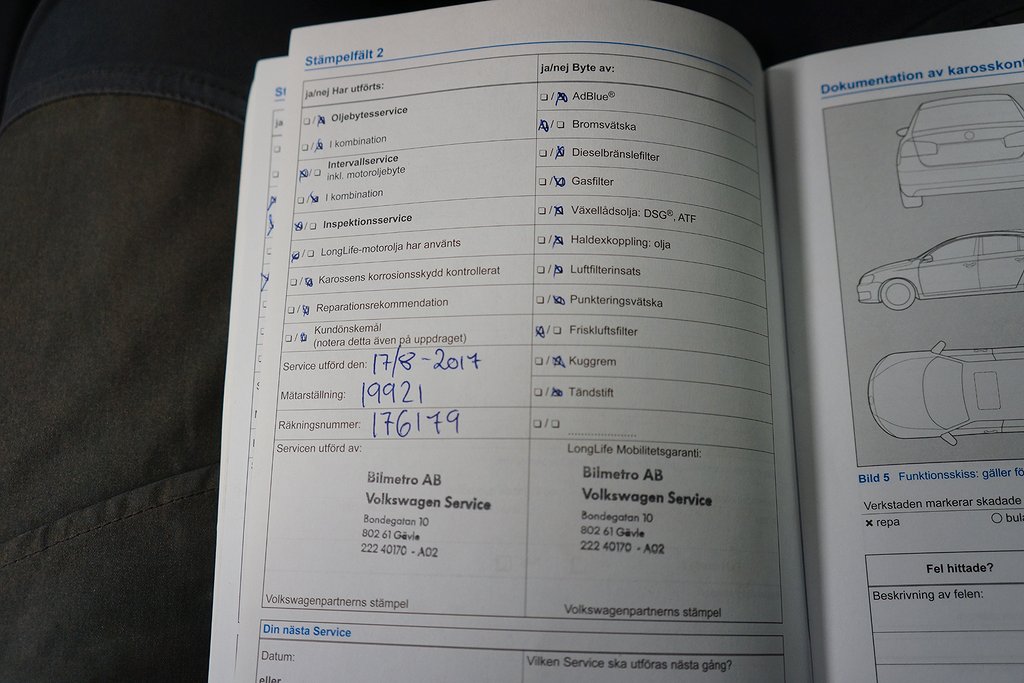 Stämpelfält 2
ja/nej Har utförts:
☐/☒ Oljebytesservice
☐/☒ I kombination
☒/☐ Intervallservice
inkl. motoroljebyte
☐/☒ I kombination
☒/☐ Inspektionsservice
☒/☐ LongLife-motorolja har använts
☐/☒ Karossens korrosionsskydd kontrollerat
☐/☒ Reparationsrekommendation
☐/☒ Kundönskemål
(notera detta även på uppdraget)
Service utförd den: 17/8-2017
Mätarställning: 19921
Räkningsnummer: 176179
Servicen utförd av:
Bilmetro AB
Volkswagen Service
Bondegatan 10
802 61 Gävle
222 40170 - A02
Volkswagenpartnerns stämpel
ja/nej Byte av:
☐/☒ AdBlue®
☒/☐ Bromsvätska
☐/☒ Dieselbränslefilter
☐/☒ Gasfilter
☐/☒ Växellådsolja: DSG®, ATF
☐/☒ Haldexkoppling: olja
☐/☒ Luftfilterinsats
☐/☒ Punkteringsvätska
☒/☐ Friskluftsfilter
☐/☒ Kuggrem
☐/☒ Tändstift
☐/☐ ....................
LongLife Mobilitetsgaranti:
Bilmetro AB
Volkswagen Service
Bondegatan 10
802 61 Gävle
222 40170 - A02
Volkswagenpartnerns stämpel
Din nästa Service
Datum:
eller
Vilken Service ska utföras nästa gång?
Dokumentation av karosskont
Bild 5 Funktionsskiss: gäller fö
Verkstaden markerar skadade
× repa ○ bula
Fel hittade?
Beskrivning av felen: